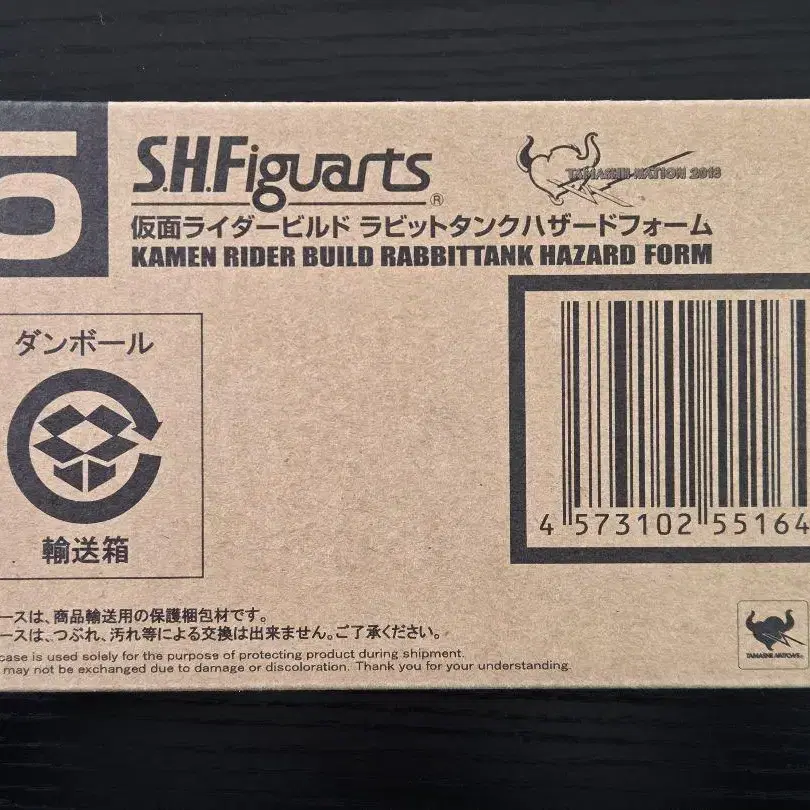 S.H.Figuarts®
TAMASHII NATION 2018
仮面ライダービルド ラビットタンクハザードフォーム
KAMEN RIDER BUILD RABBITTANK HAZARD FORM
ダンボール
輸送箱
4 573102 55164
ースは、商品輸送用の保護梱包材です。
ースは、つぶれ、汚れ等による交換は出来ません。ご了承ください。
case is used solely for the purpose of protecting product during shipment.
may not be exchanged due to damage or discoloration. Thank you for your understanding.
TAMASHII NATIONS